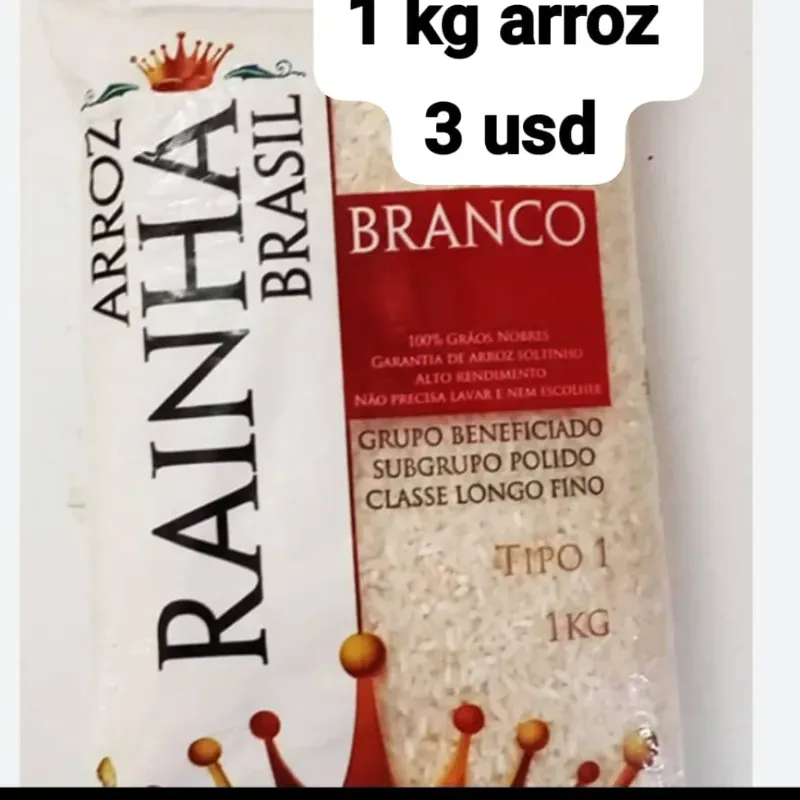 1 kg arroz
3 usd
ARROZ
RAINHA
BRASIL
BRANCO
100% GRÃOS NOBRES
GARANTIA DE ARROZ SOLTINHO
ALTO RENDIMENTO
NÃO PRECISA LAVAR E NEM ESCOLHER
GRUPO BENEFICIADO
SUBGRUPO POLIDO
CLASSE LONGO FINO
TIPO 1
1KG